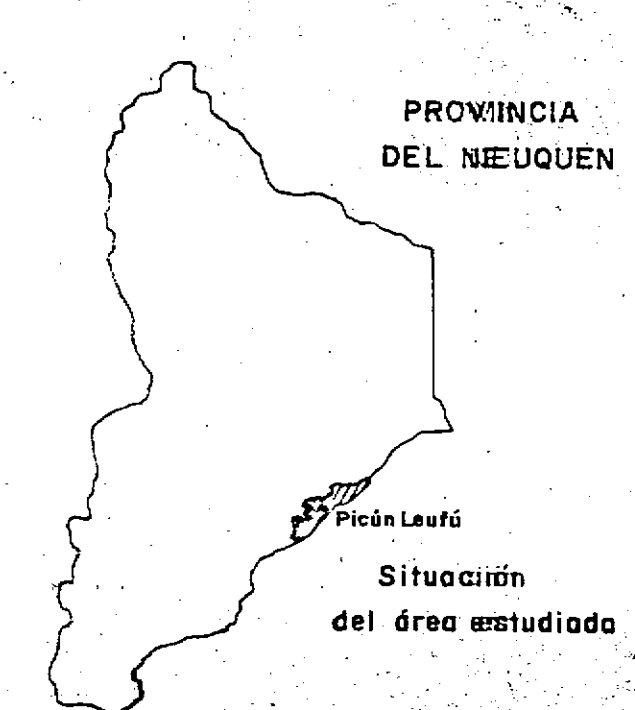 PROVINCIA
DEL NEUQUEN
Picún Leufú
Situación
del área estudiada